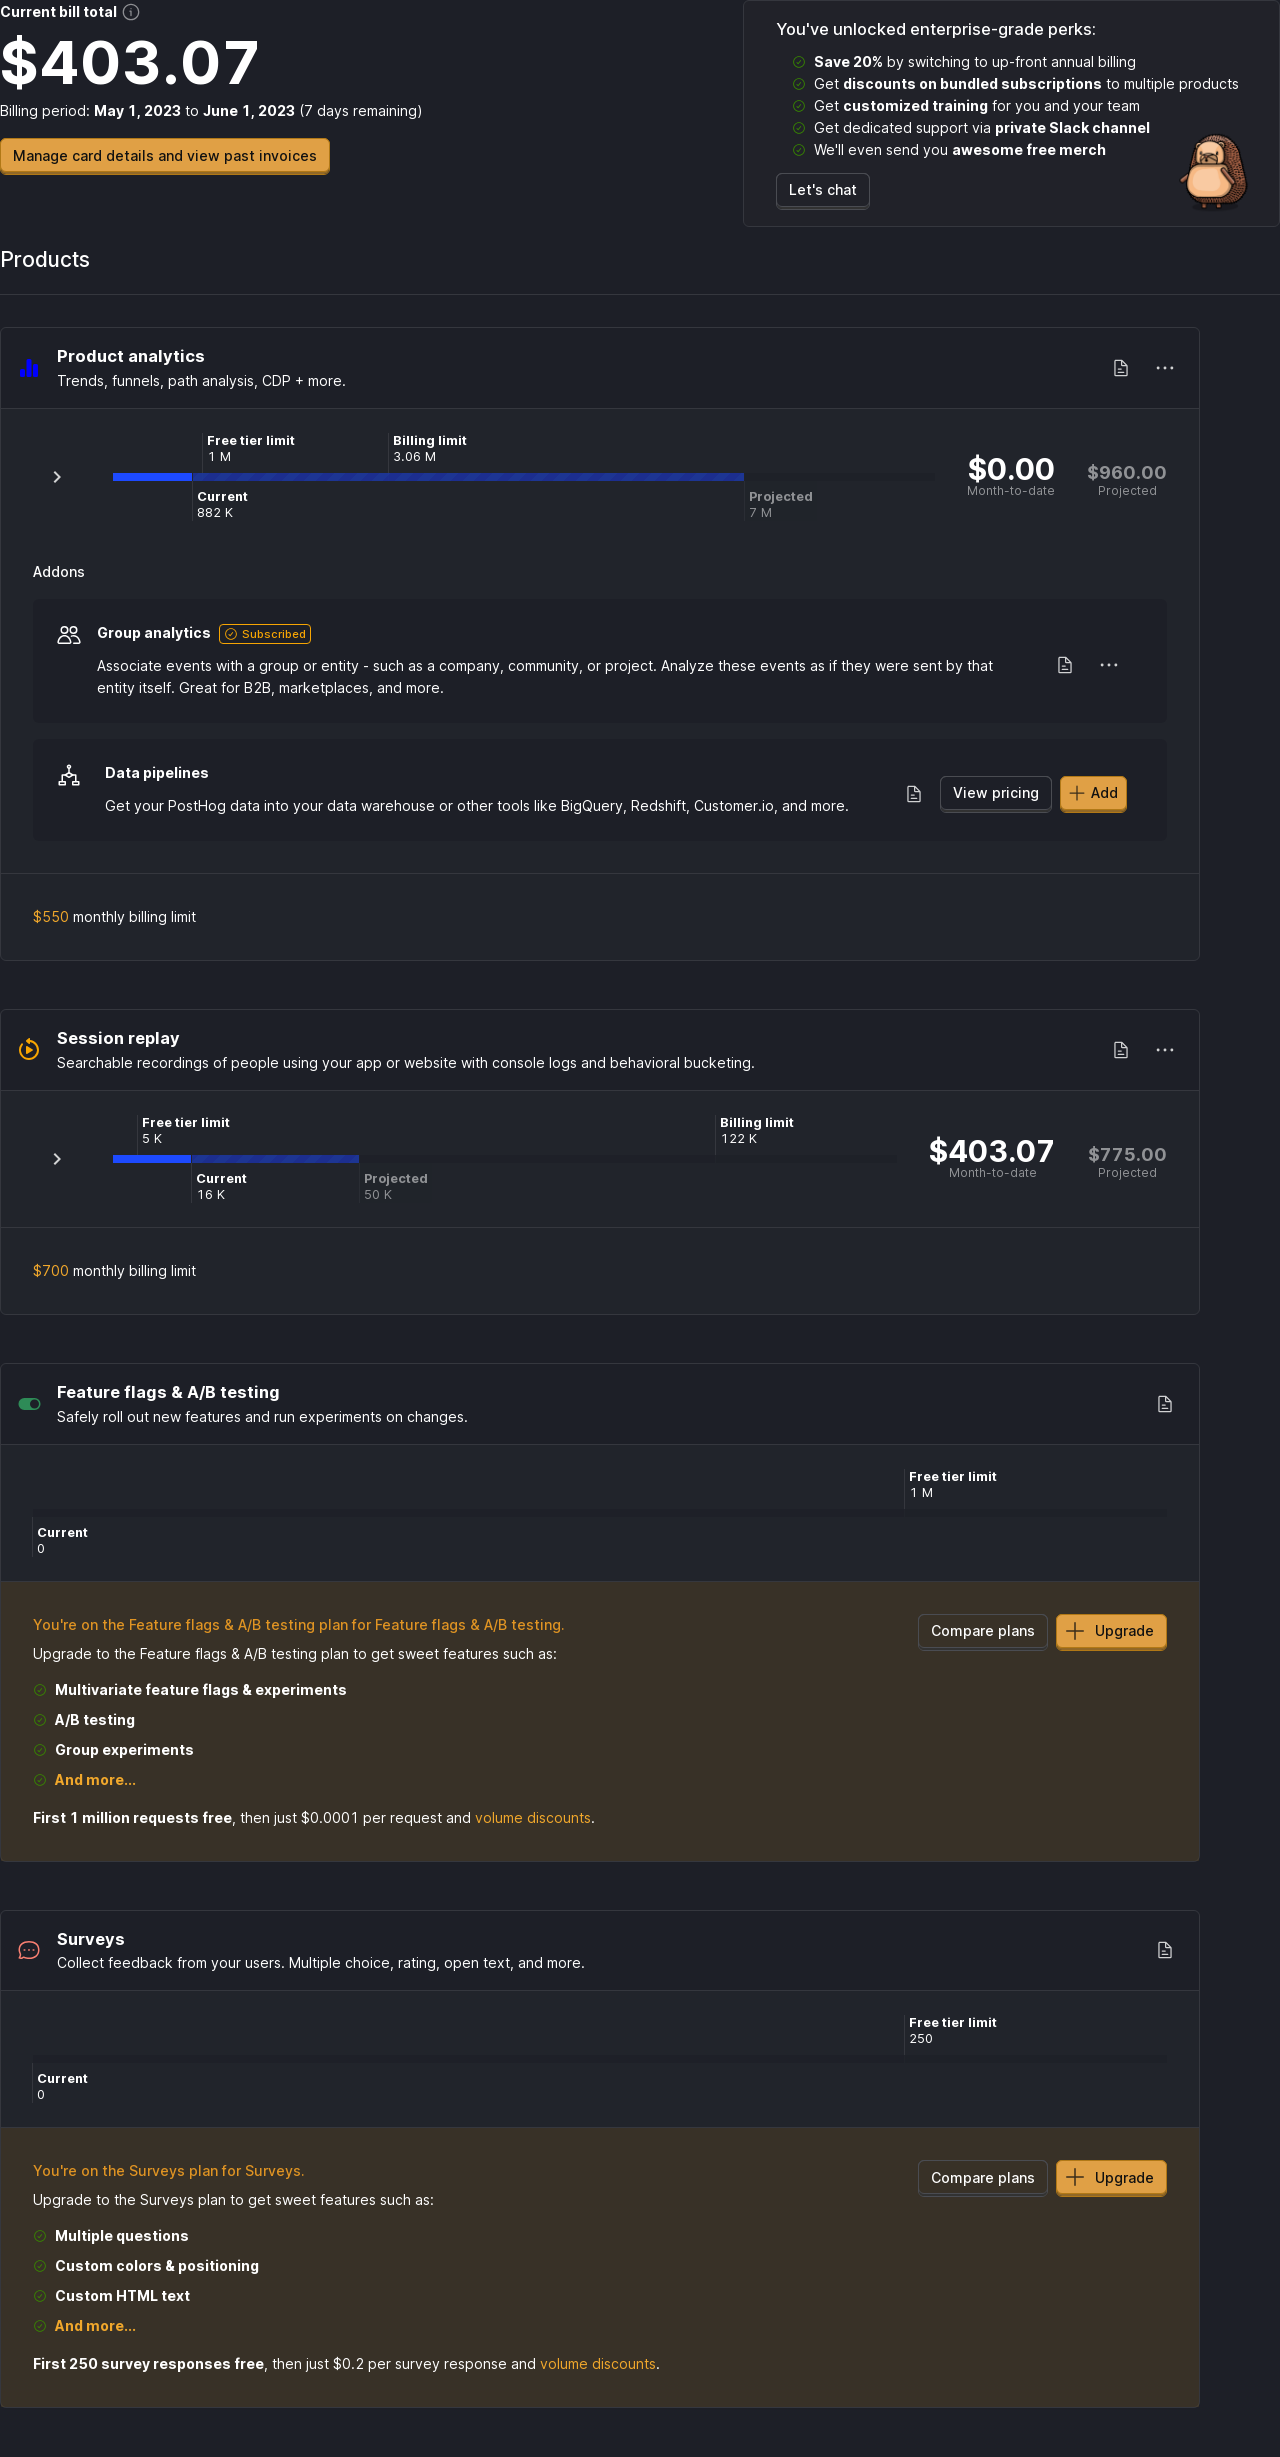 Current bill total
$403.07
Billing period: May 1, 2023 to June 1, 2023 (7 days remaining)
Manage card details and view past invoices
You've unlocked enterprise-grade perks:
Save 20% by switching to up-front annual billing
Get discounts on bundled subscriptions to multiple products
Get customized training for you and your team
Get dedicated support via private Slack channel
We'll even send you awesome free merch
Let's chat
Products
Product analytics
Trends, funnels, path analysis, CDP + more.
Free tier limit
1 M
Billing limit
3.06 M
Current
882 K
Projected
7 M
$0.00
Month-to-date
$960.00
Projected
Addons
Group analytics
Subscribed
Associate events with a group or entity - such as a company, community, or project. Analyze these events as if they were sent by that
entity itself. Great for B2B, marketplaces, and more.
Data pipelines
Get your PostHog data into your data warehouse or other tools like BigQuery, Redshift, Customer.io, and more.
View pricing
Add
$550 monthly billing limit
Session replay
Searchable recordings of people using your app or website with console logs and behavioral bucketing.
Free tier limit
5 K
Billing limit
122 K
Current
16 K
Projected
50 K
$403.07
Month-to-date
$775.00
Projected
$700 monthly billing limit
Feature flags & A/B testing
Safely roll out new features and run experiments on changes.
Free tier limit
1 M
Current
0
You're on the Feature flags & A/B testing plan for Feature flags & A/B testing.
Upgrade to the Feature flags & A/B testing plan to get sweet features such as:
Multivariate feature flags & experiments
A/B testing
Group experiments
And more...
First 1 million requests free, then just $0.0001 per request and volume discounts.
Compare plans
Upgrade
Surveys
Collect feedback from your users. Multiple choice, rating, open text, and more.
Free tier limit
250
Current
0
You're on the Surveys plan for Surveys.
Upgrade to the Surveys plan to get sweet features such as:
Multiple questions
Custom colors & positioning
Custom HTML text
And more...
First 250 survey responses free, then just $0.2 per survey response and volume discounts.
Compare plans
Upgrade